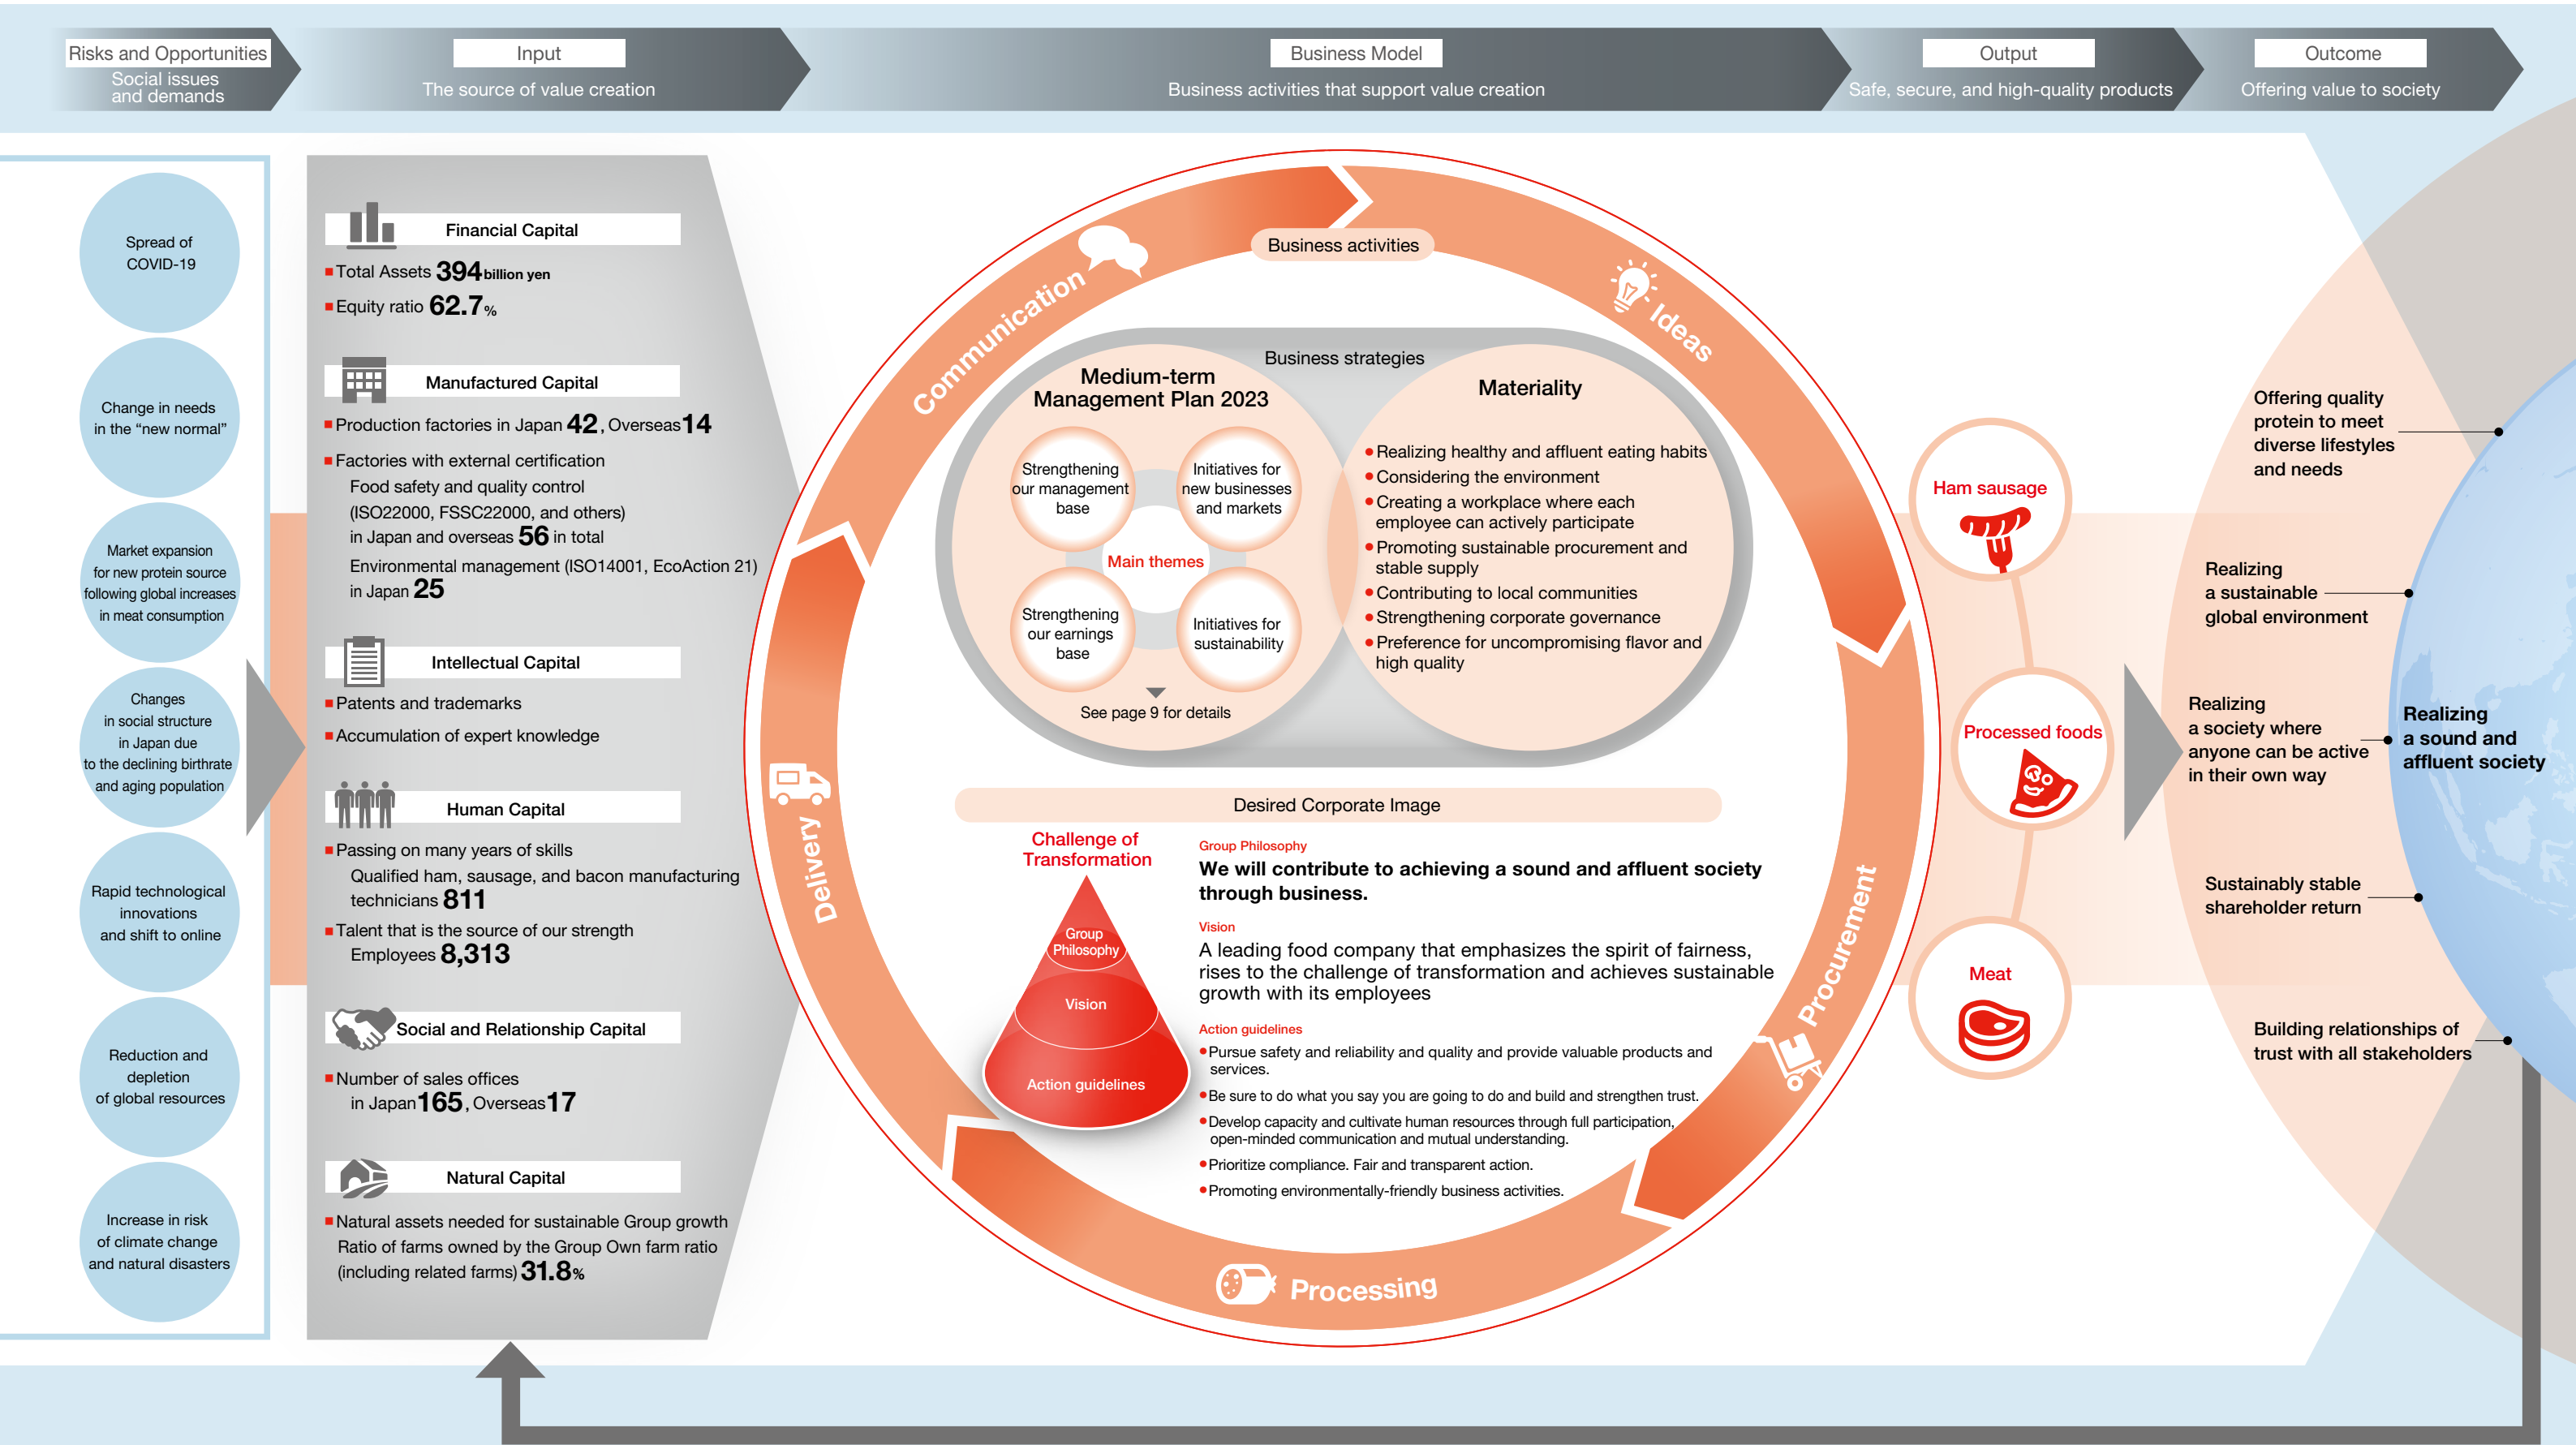 Risks and Opportunities
Social issues
and demands
Input
The source of value creation
Business Model
Business activities that support value creation
Output
Safe, secure, and high-quality products
Outcome
Offering value to society
Spread of
COVID-19
Change in needs
in the “new normal”
Market expansion
for new protein source
following global increases
in meat consumption
Changes
in social structure
in Japan due
to the declining birthrate
and aging population
Rapid technological
innovations
and shift to online
Reduction and
depletion
of global resources
Increase in risk
of climate change
and natural disasters
Financial Capital
Total Assets 394 billion yen
Equity ratio 62.7%
Manufactured Capital
Production factories in Japan 42, Overseas 14
Factories with external certification
Food safety and quality control
(ISO22000, FSSC22000, and others)
in Japan and overseas 56 in total
Environmental management (ISO14001, EcoAction 21)
in Japan 25
Intellectual Capital
Patents and trademarks
Accumulation of expert knowledge
Human Capital
Passing on many years of skills
Qualified ham, sausage, and bacon manufacturing
technicians 811
Talent that is the source of our strength
Employees 8,313
Social and Relationship Capital
Number of sales offices
in Japan 165, Overseas 17
Natural Capital
Natural assets needed for sustainable Group growth
Ratio of farms owned by the Group Own farm ratio
(including related farms) 31.8%
Business activities
Communication
Ideas
Procurement
Processing
Delivery
Business strategies
Medium-term
Management Plan 2023
Strengthening
our management
base
Initiatives for
new businesses
and markets
Main themes
Strengthening
our earnings
base
Initiatives for
sustainability
See page 9 for details
Materiality
● Realizing healthy and affluent eating habits
● Considering the environment
● Creating a workplace where each
employee can actively participate
● Promoting sustainable procurement and
stable supply
● Contributing to local communities
● Strengthening corporate governance
● Preference for uncompromising flavor and
high quality
Desired Corporate Image
Challenge of
Transformation
Group
Philosophy
Vision
Action guidelines
Group Philosophy
We will contribute to achieving a sound and affluent society
through business.
Vision
A leading food company that emphasizes the spirit of fairness,
rises to the challenge of transformation and achieves sustainable
growth with its employees
Action guidelines
● Pursue safety and reliability and quality and provide valuable products and
services.
● Be sure to do what you say you are going to do and build and strengthen trust.
● Develop capacity and cultivate human resources through full participation,
open-minded communication and mutual understanding.
● Prioritize compliance. Fair and transparent action.
● Promoting environmentally-friendly business activities.
Ham sausage
Processed foods
Meat
Offering quality
protein to meet
diverse lifestyles
and needs
Realizing
a sustainable
global environment
Realizing
a society where
anyone can be active
in their own way
Realizing
a sound and
affluent society
Sustainably stable
shareholder return
Building relationships of
trust with all stakeholders